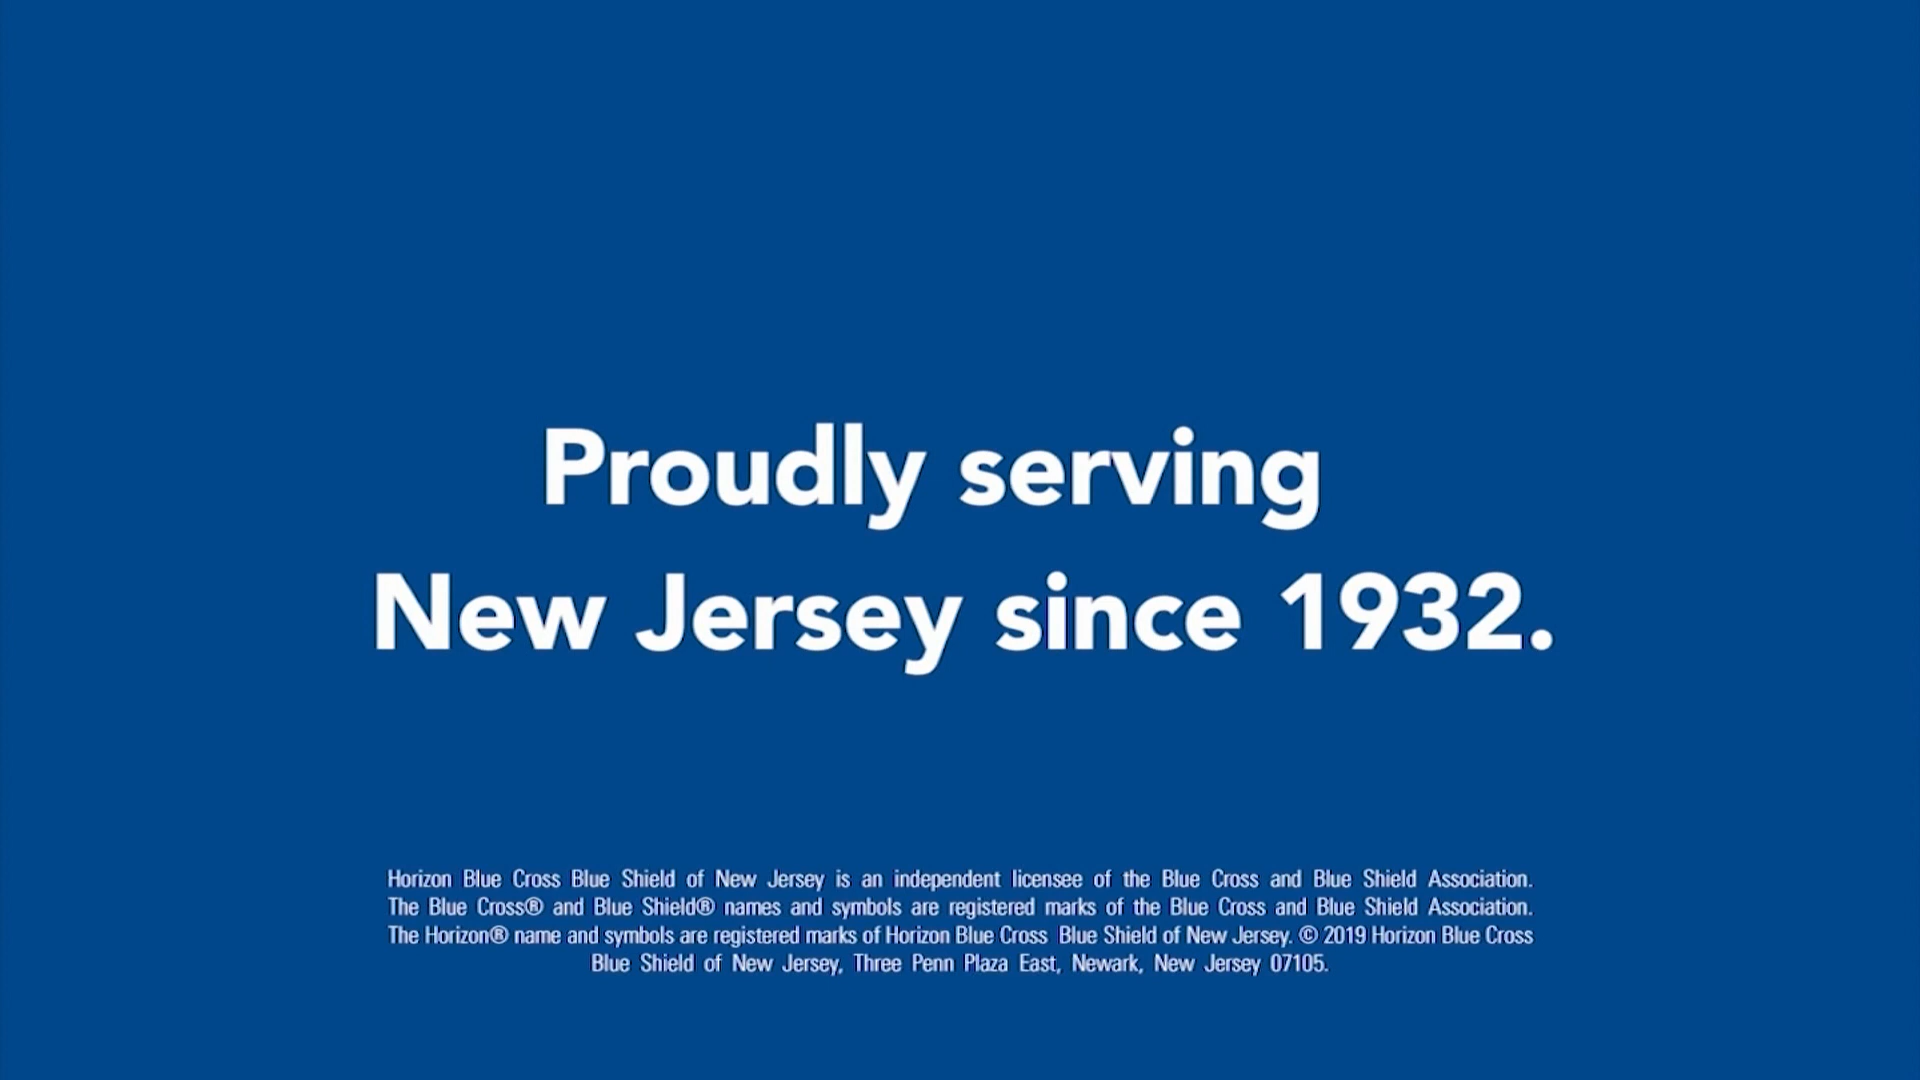 Proudly serving
New Jersey since 1932.
Horizon Blue Cross Blue Shield of New Jersey is an independent licensee of the Blue Cross and Blue Shield Association.
The Blue Cross® and Blue Shield® names and symbols are registered marks of the Blue Cross and Blue Shield Association.
The Horizon® name and symbols are registered marks of Horizon Blue Cross Blue Shield of New Jersey. © 2019 Horizon Blue Cross
Blue Shield of New Jersey, Three Penn Plaza East, Newark, New Jersey 07105.